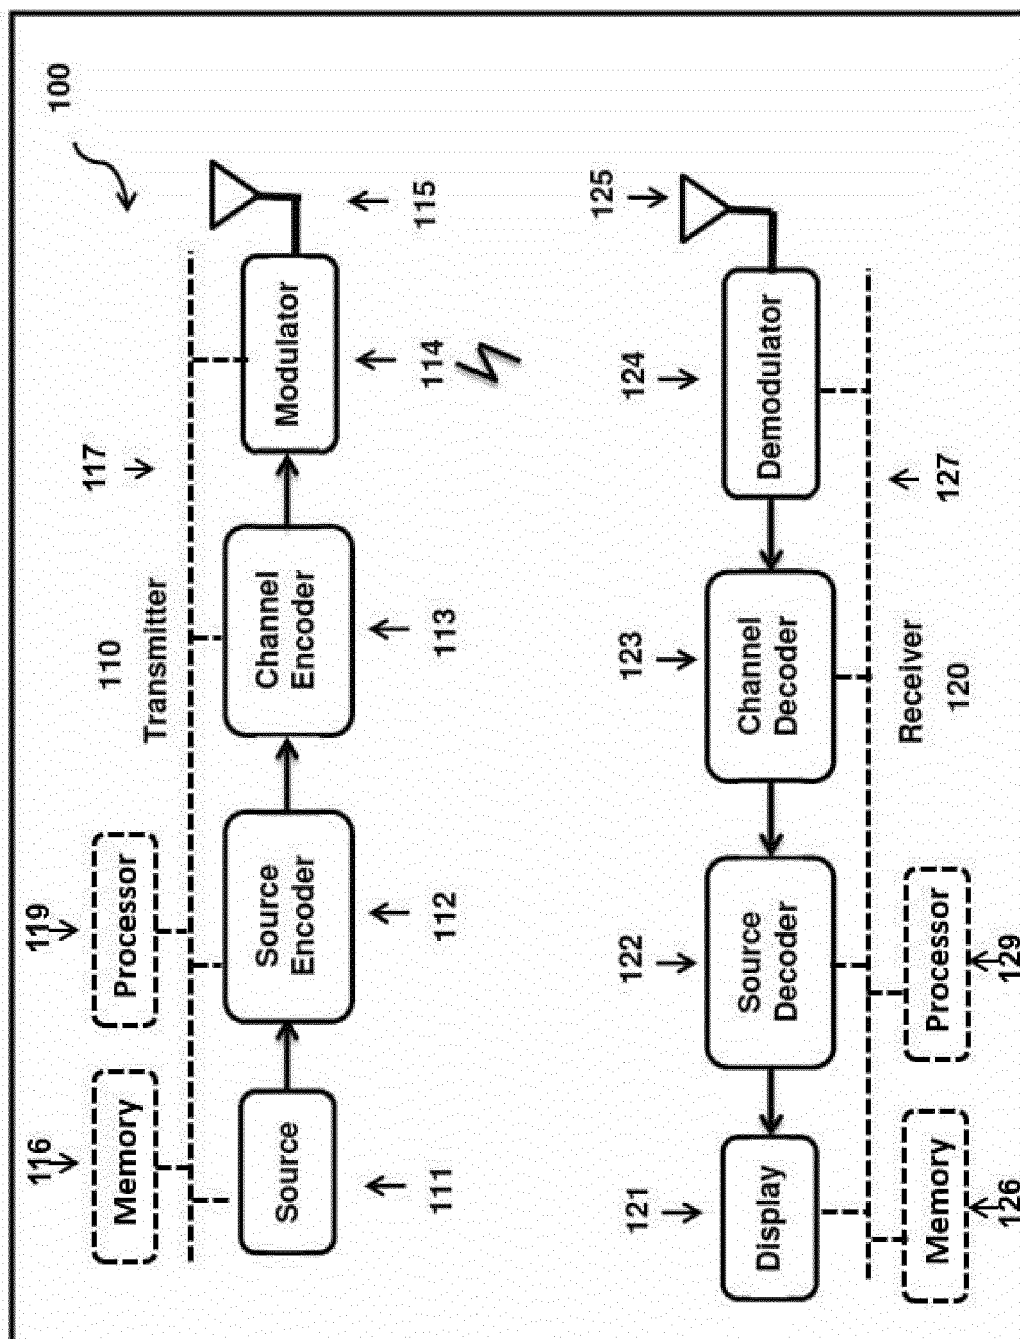 100
116
119
117
Memory
Processor
110
Transmitter
Source
Source
Encoder
Channel
Encoder
Modulator
111
112
113
114
115
121
122
123
124
125
Display
Source
Decoder
Channel
Decoder
Demodulator
Receiver
120
127
Memory
Processor
126
129